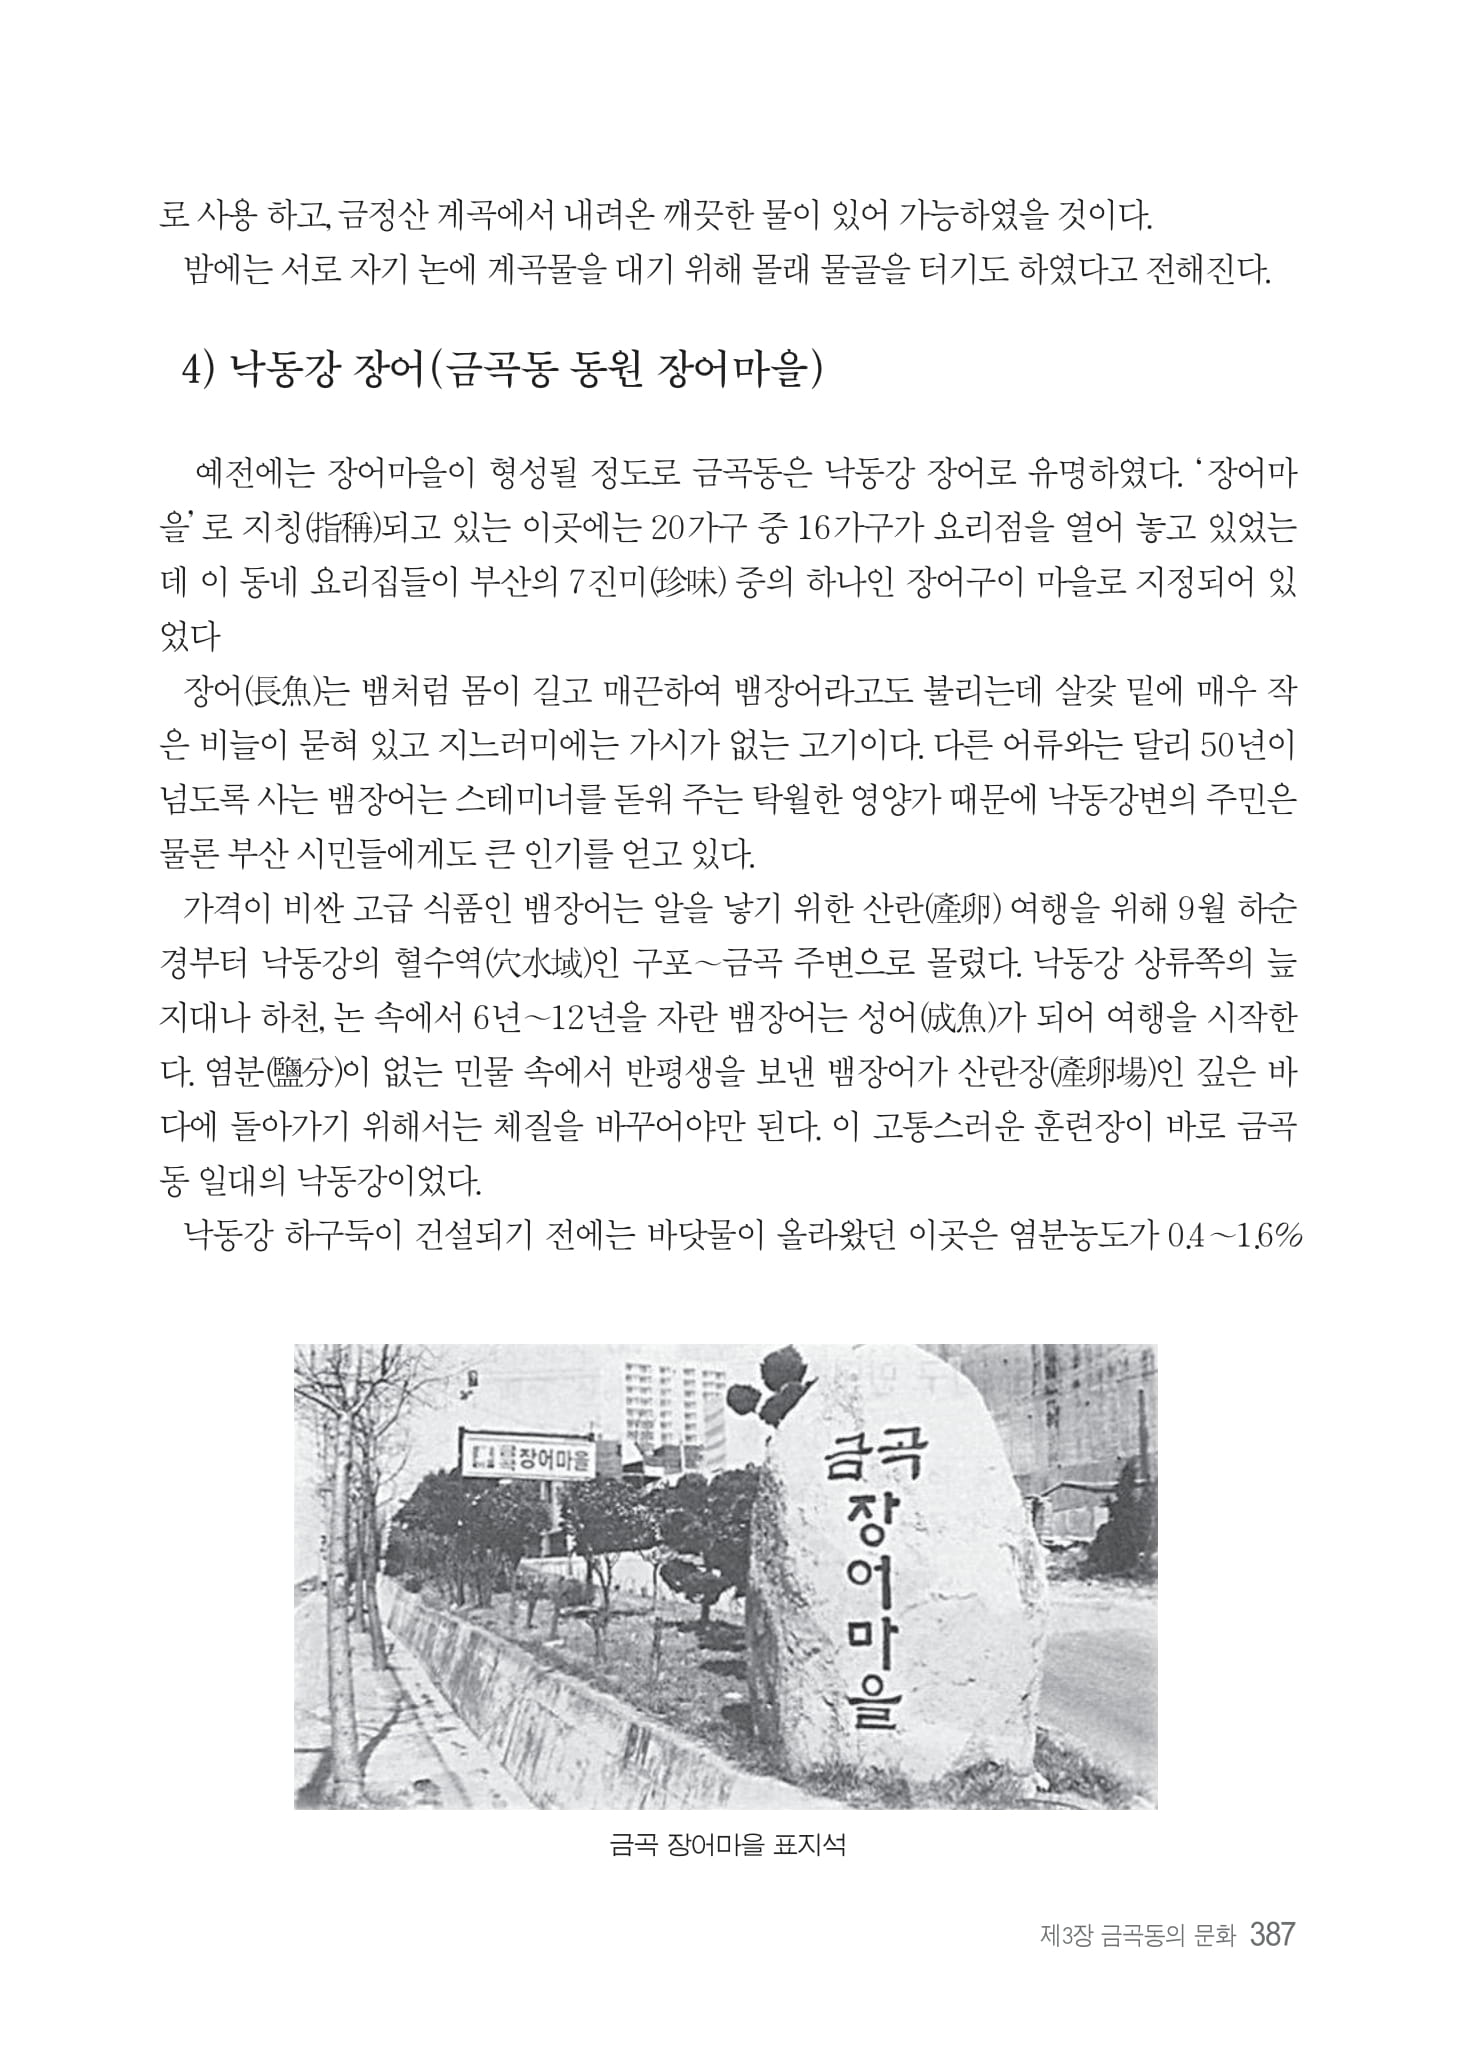 로 사용 하고, 금정산 계곡에서 내려온 깨끗한 물이 있어 가능하였을 것이다.
밤에는 서로 자기 논에 계곡물을 대기 위해 몰래 물골을 터기도 하였다고 전해진다.
4) 낙동강 장어(금곡동 동원 장어마을)
예전에는 장어마을이 형성될 정도로 금곡동은 낙동강 장어로 유명하였다. ‘장어마
을’로 지칭(指稱)되고 있는 이곳에는 20가구 중 16가구가 요리점을 열어 놓고 있었는
데 이 동네 요리집들이 부산의 7진미(珍味) 중의 하나인 장어구이 마을로 지정되어 있
었다
장어(長魚)는 뱀처럼 몸이 길고 매끈하여 뱀장어라고도 불리는데 살갗 밑에 매우 작
은 비늘이 묻혀 있고 지느러미에는 가시가 없는 고기이다. 다른 어류와는 달리 50년이
넘도록 사는 뱀장어는 스테미너를 돋워 주는 탁월한 영양가 때문에 낙동강변의 주민은
물론 부산 시민들에게도 큰 인기를 얻고 있다.
가격이 비싼 고급 식품인 뱀장어는 알을 낳기 위한 산란(產卵) 여행을 위해 9월 하순
경부터 낙동강의 혈수역(穴水域)인 구포～금곡 주변으로 몰렸다. 낙동강 상류쪽의 늪
지대나 하천, 논 속에서 6년～12년을 자란 뱀장어는 성어(成魚)가 되어 여행을 시작한
다. 염분(鹽分)이 없는 민물 속에서 반평생을 보낸 뱀장어가 산란장(產卵場)인 깊은 바
다에 돌아가기 위해서는 체질을 바꾸어야만 된다. 이 고통스러운 훈련장이 바로 금곡
동 일대의 낙동강이었다.
낙동강 하구둑이 건설되기 전에는 바닷물이 올라왔던 이곳은 염분농도가 0.4～1.6%
장어마을
금곡
장
어
마
을
금곡 장어마을 표지석
제3장 금곡동의 문화 387